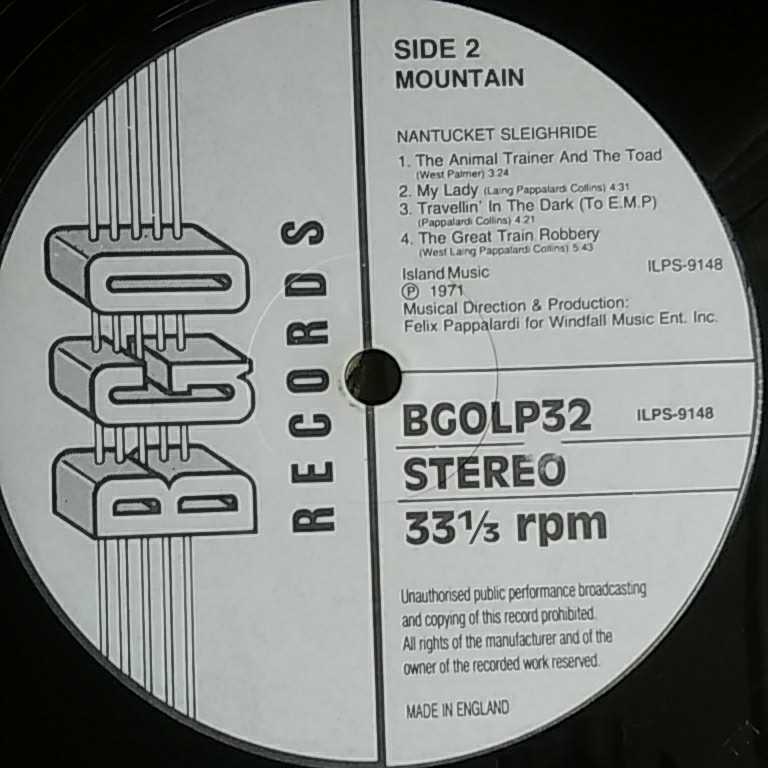 BGO
RECORDS
SIDE 2
MOUNTAIN
NANTUCKET SLEIGHRIDE
1. The Animal Trainer And The Toad
(West Palmer) 3:24
2. My Lady (Laing Pappalardi Collins) 4:31
3. Travellin' In The Dark (To E.M.P)
(Pappalardi Collins) 4:21
4. The Great Train Robbery
(West Laing Pappalardi Collins) 5:43
Island Music
ILPS-9148
Ⓟ 1971
Musical Direction & Production:
Felix Pappalardi for Windfall Music Ent. Inc.
BGOLP32 ILPS-9148
STEREO
33⅓ rpm
Unauthorised public performance broadcasting
and copying of this record prohibited.
All rights of the manufacturer and of the
owner of the recorded work reserved.
MADE IN ENGLAND